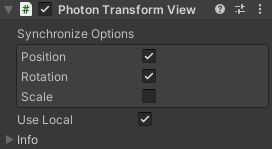 Photon Transform View
Synchronize Options
Position
Rotation
Scale
Use Local
Info